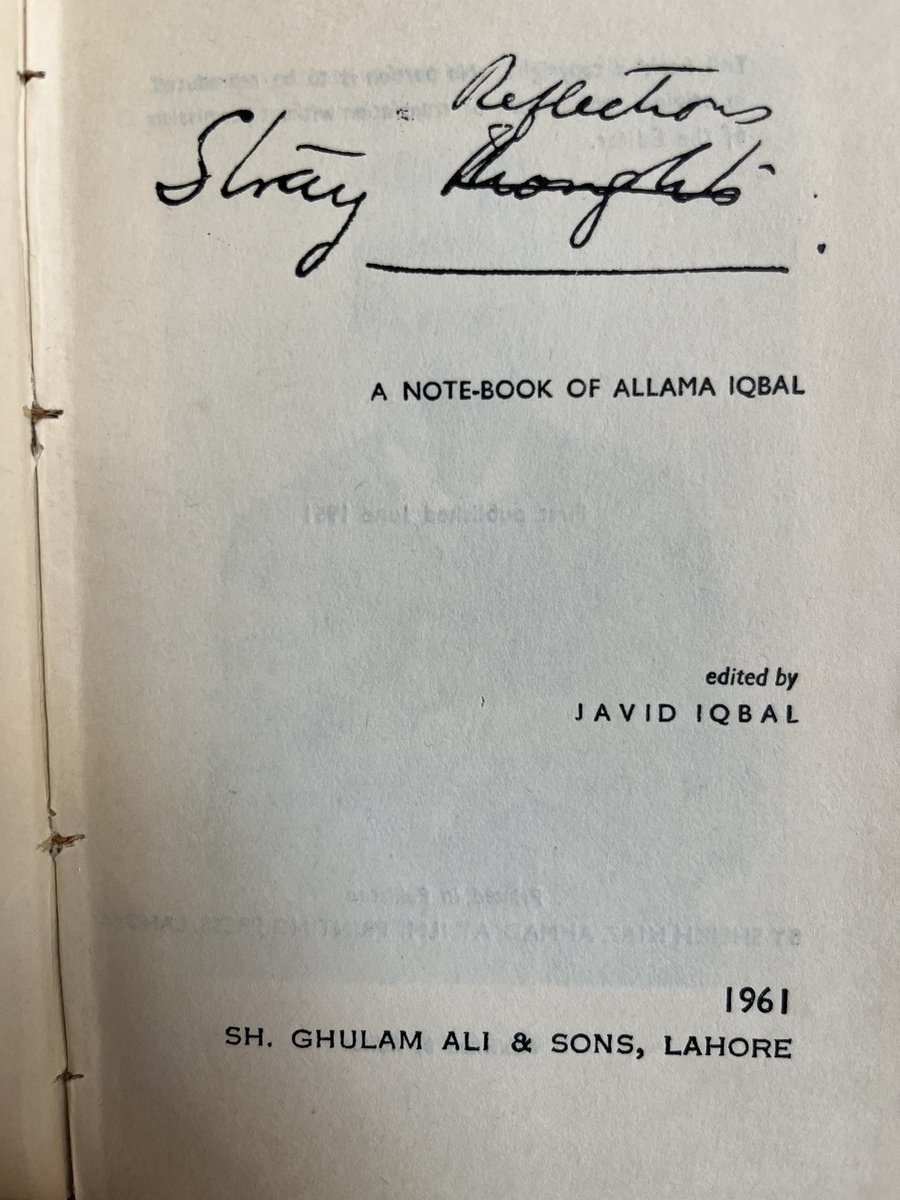 Reflections
Stray thoughts
A NOTE-BOOK OF ALLAMA IQBAL
edited by
JAVID IQBAL
1961
SH. GHULAM ALI & SONS, LAHORE